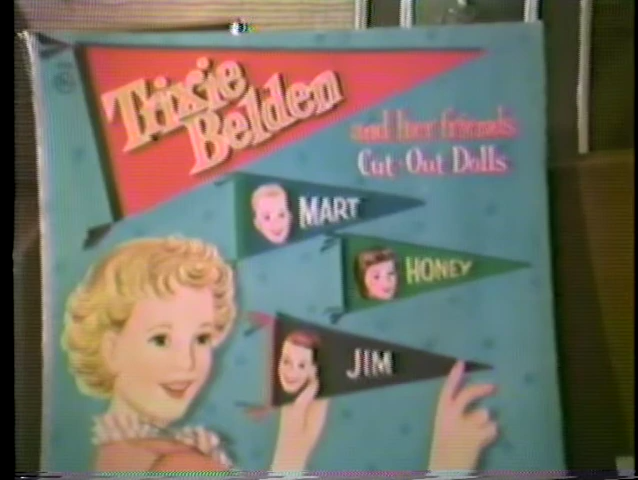 Trixie
Belden
and her friends
Cut-Out Dolls
MART
HONEY
JIM